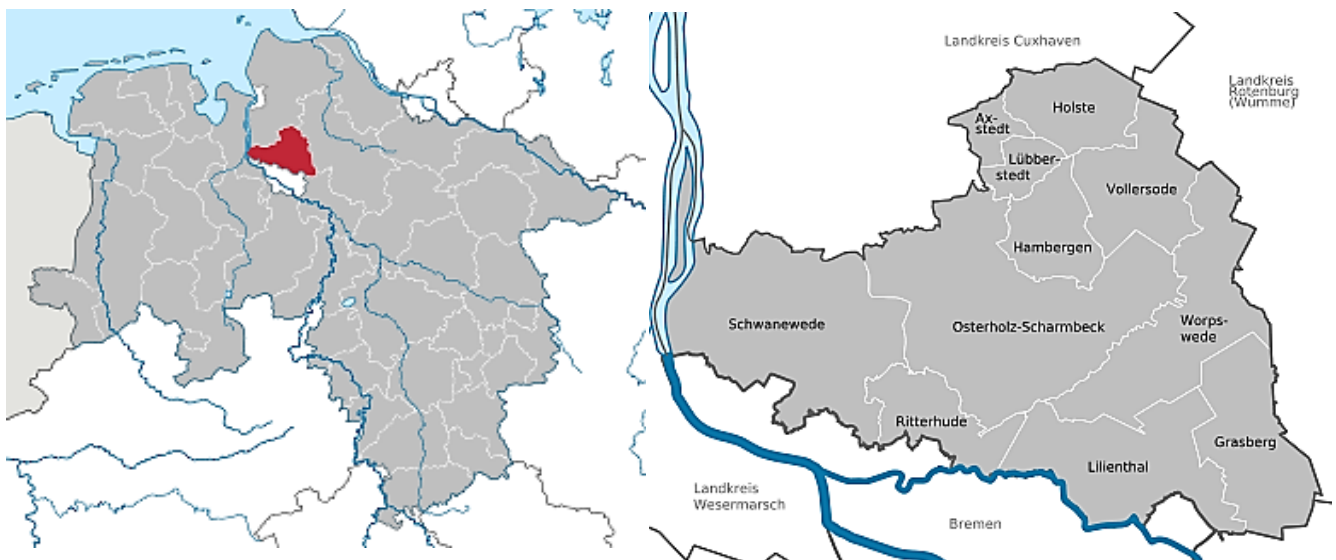 Landkreis Cuxhaven
Landkreis
Rotenburg
(Wümme)
Holste
Ax-
stedt
Lübber-
stedt
Vollersode
Hambergen
Schwanewede
Osterholz-Scharmbeck
Worps-
wede
Ritterhude
Grasberg
Lilienthal
Landkreis
Wesermarsch
Bremen